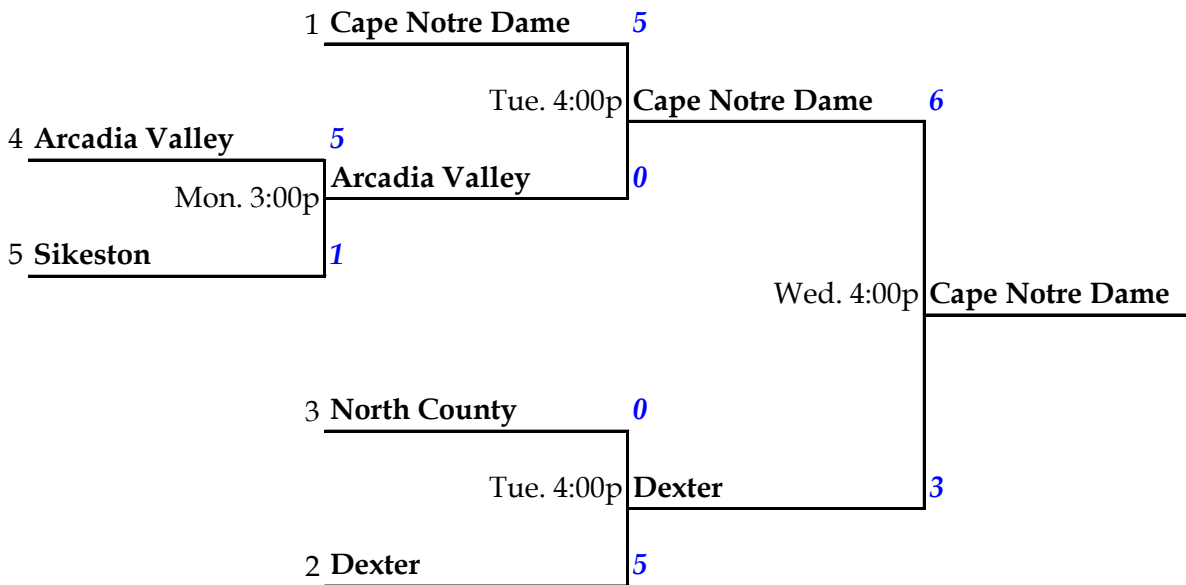 1 Cape Notre Dame 5
Tue. 4:00p Cape Notre Dame 6
4 Arcadia Valley 5
Mon. 3:00p Arcadia Valley 0
5 Sikeston 1
Wed. 4:00p Cape Notre Dame
3 North County 0
Tue. 4:00p Dexter 3
2 Dexter 5